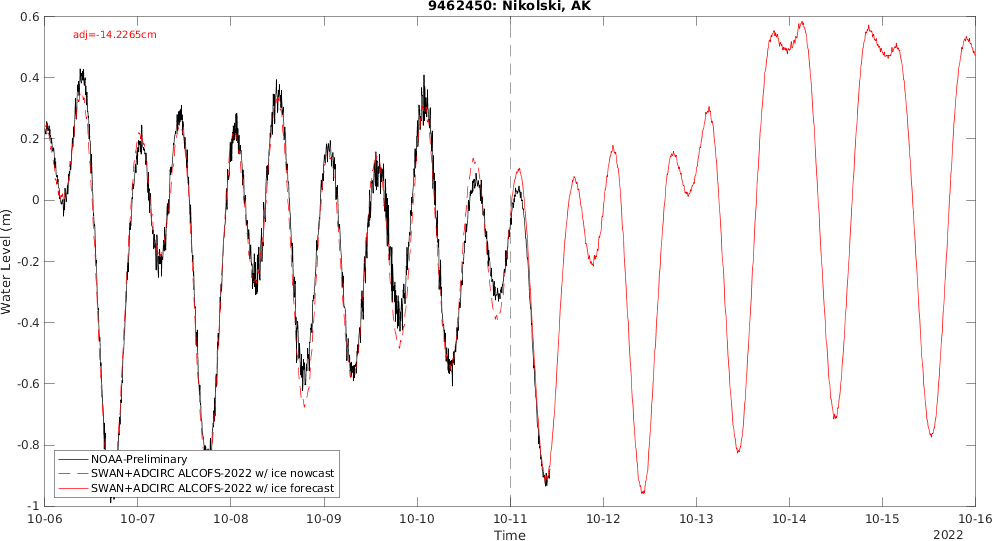 9462450: Nikolski, AK
adj=-14.2265cm
Water Level (m)
0.6
0.4
0.2
0
-0.2
-0.4
-0.6
-0.8
-1
NOAA-Preliminary
SWAN+ADCIRC ALCOFS-2022 w/ ice nowcast
SWAN+ADCIRC ALCOFS-2022 w/ ice forecast
10-06 10-07 10-08 10-09 10-10 10-11 10-12 10-13 10-14 10-15 10-16
Time
2022